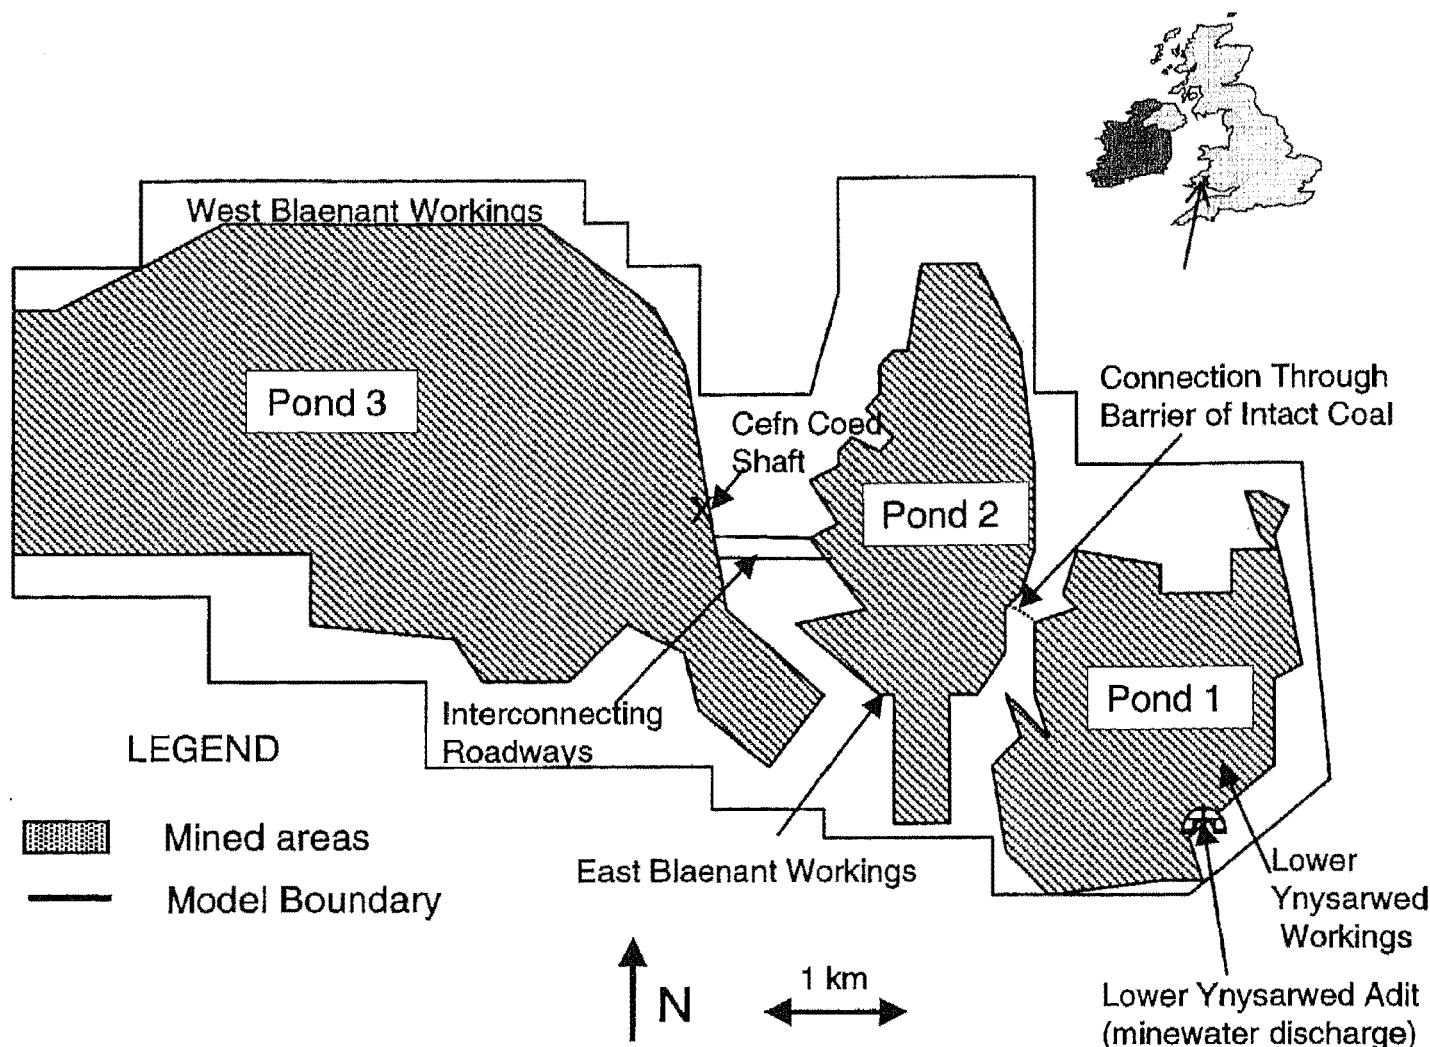 West Blaenant Workings
Pond 3
Cefn Coed
Shaft
Pond 2
Connection Through
Barrier of Intact Coal
Pond 1
Interconnecting
Roadways
LEGEND
Mined areas
Model Boundary
East Blaenant Workings
Lower
Ynysarwed
Workings
N
1 km
Lower Ynysarwed Adit
(minewater discharge)